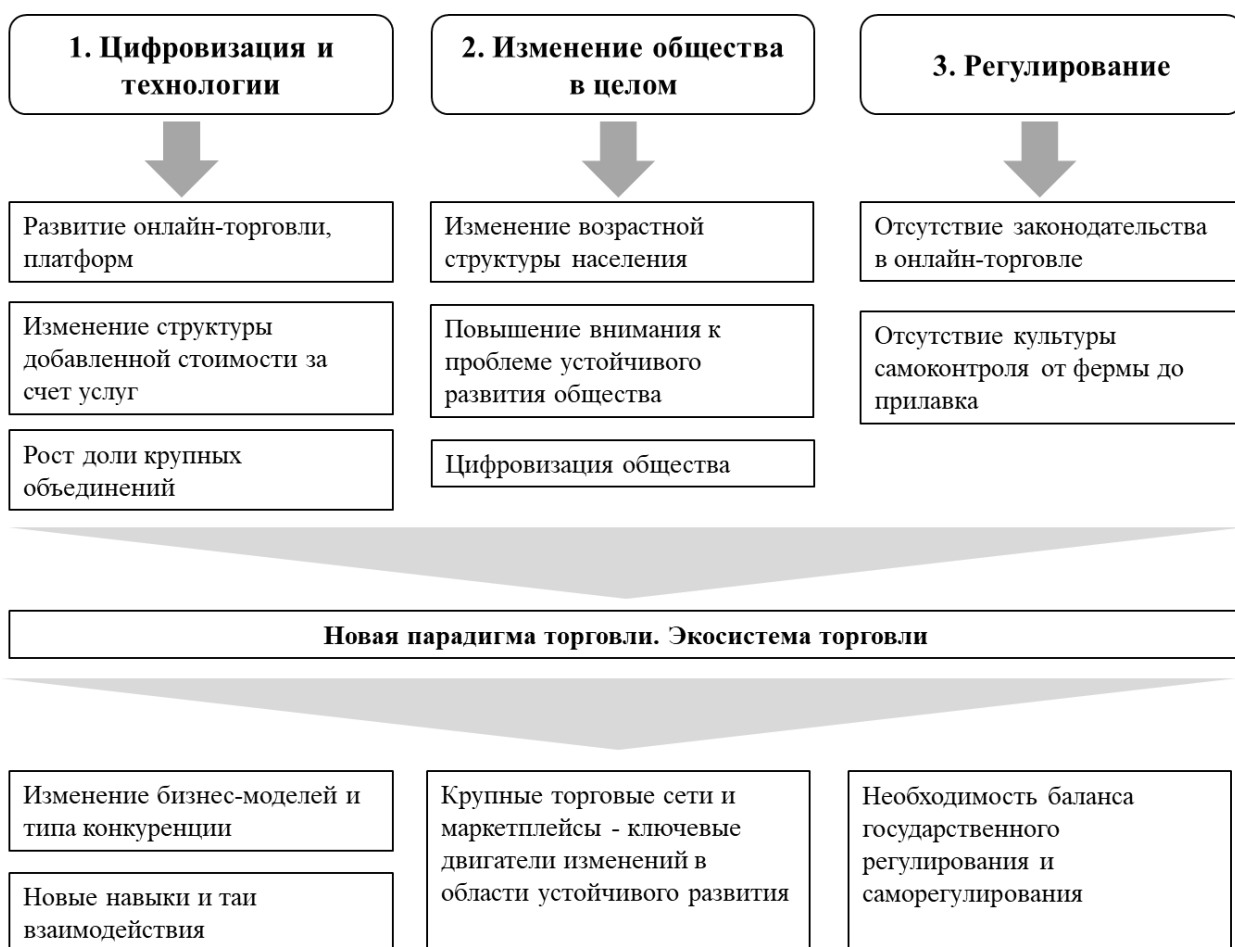 1. Цифровизация и
технологии
2. Изменение общества
в целом
3. Регулирование
Развитие онлайн-торговли,
платформ
Изменение структуры
добавленной стоимости за
счет услуг
Рост доли крупных
объединений
Изменение возрастной
структуры населения
Повышение внимания к
проблеме устойчивого
развития общества
Цифровизация общества
Отсутствие законодательства
в онлайн-торговле
Отсутствие культуры
самоконтроля от фермы до
прилавка
Новая парадигма торговли. Экосистема торговли
Изменение бизнес-моделей и
типа конкуренции
Новые навыки и таи
взаимодействия
Крупные торговые сети и
маркетплейсы - ключевые
двигатели изменений в
области устойчивого развития
Необходимость баланса
государственного
регулирования и
саморегулирования